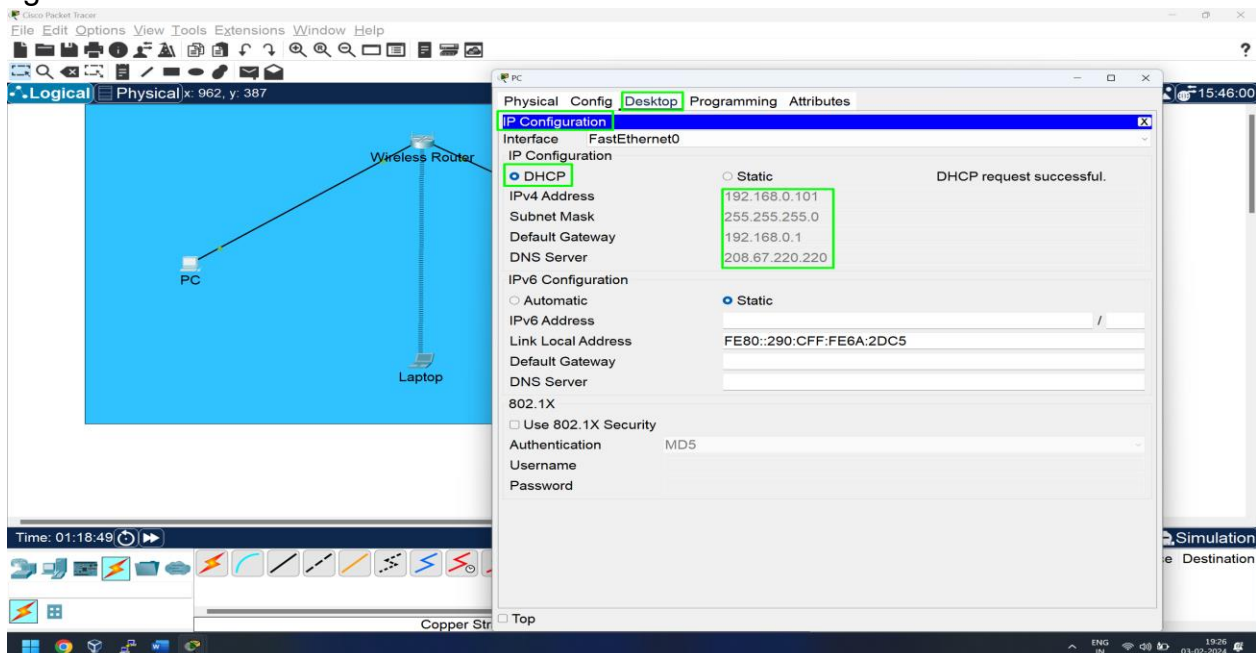 Cisco Packet Tracer
File Edit Options View Tools Extensions Window Help
?
Logical Physical x: 962, y: 387
15:46:00
PC
Physical Config Desktop Programming Attributes
IP Configuration X
Interface FastEthernet0
IP Configuration
DHCP Static DHCP request successful.
IPv4 Address 192.168.0.101
Subnet Mask 255.255.255.0
Default Gateway 192.168.0.1
DNS Server 208.67.220.220
IPv6 Configuration
Automatic Static
IPv6 Address /
Link Local Address FE80::290:CFF:FE6A:2DC5
Default Gateway
DNS Server
802.1X
Use 802.1X Security
Authentication MD5
Username
Password
Top
Wireless Router
PC
Laptop
Time: 01:18:49
Simulation
Destination
Copper Str
ENG
IN
19:26
03-02-2024